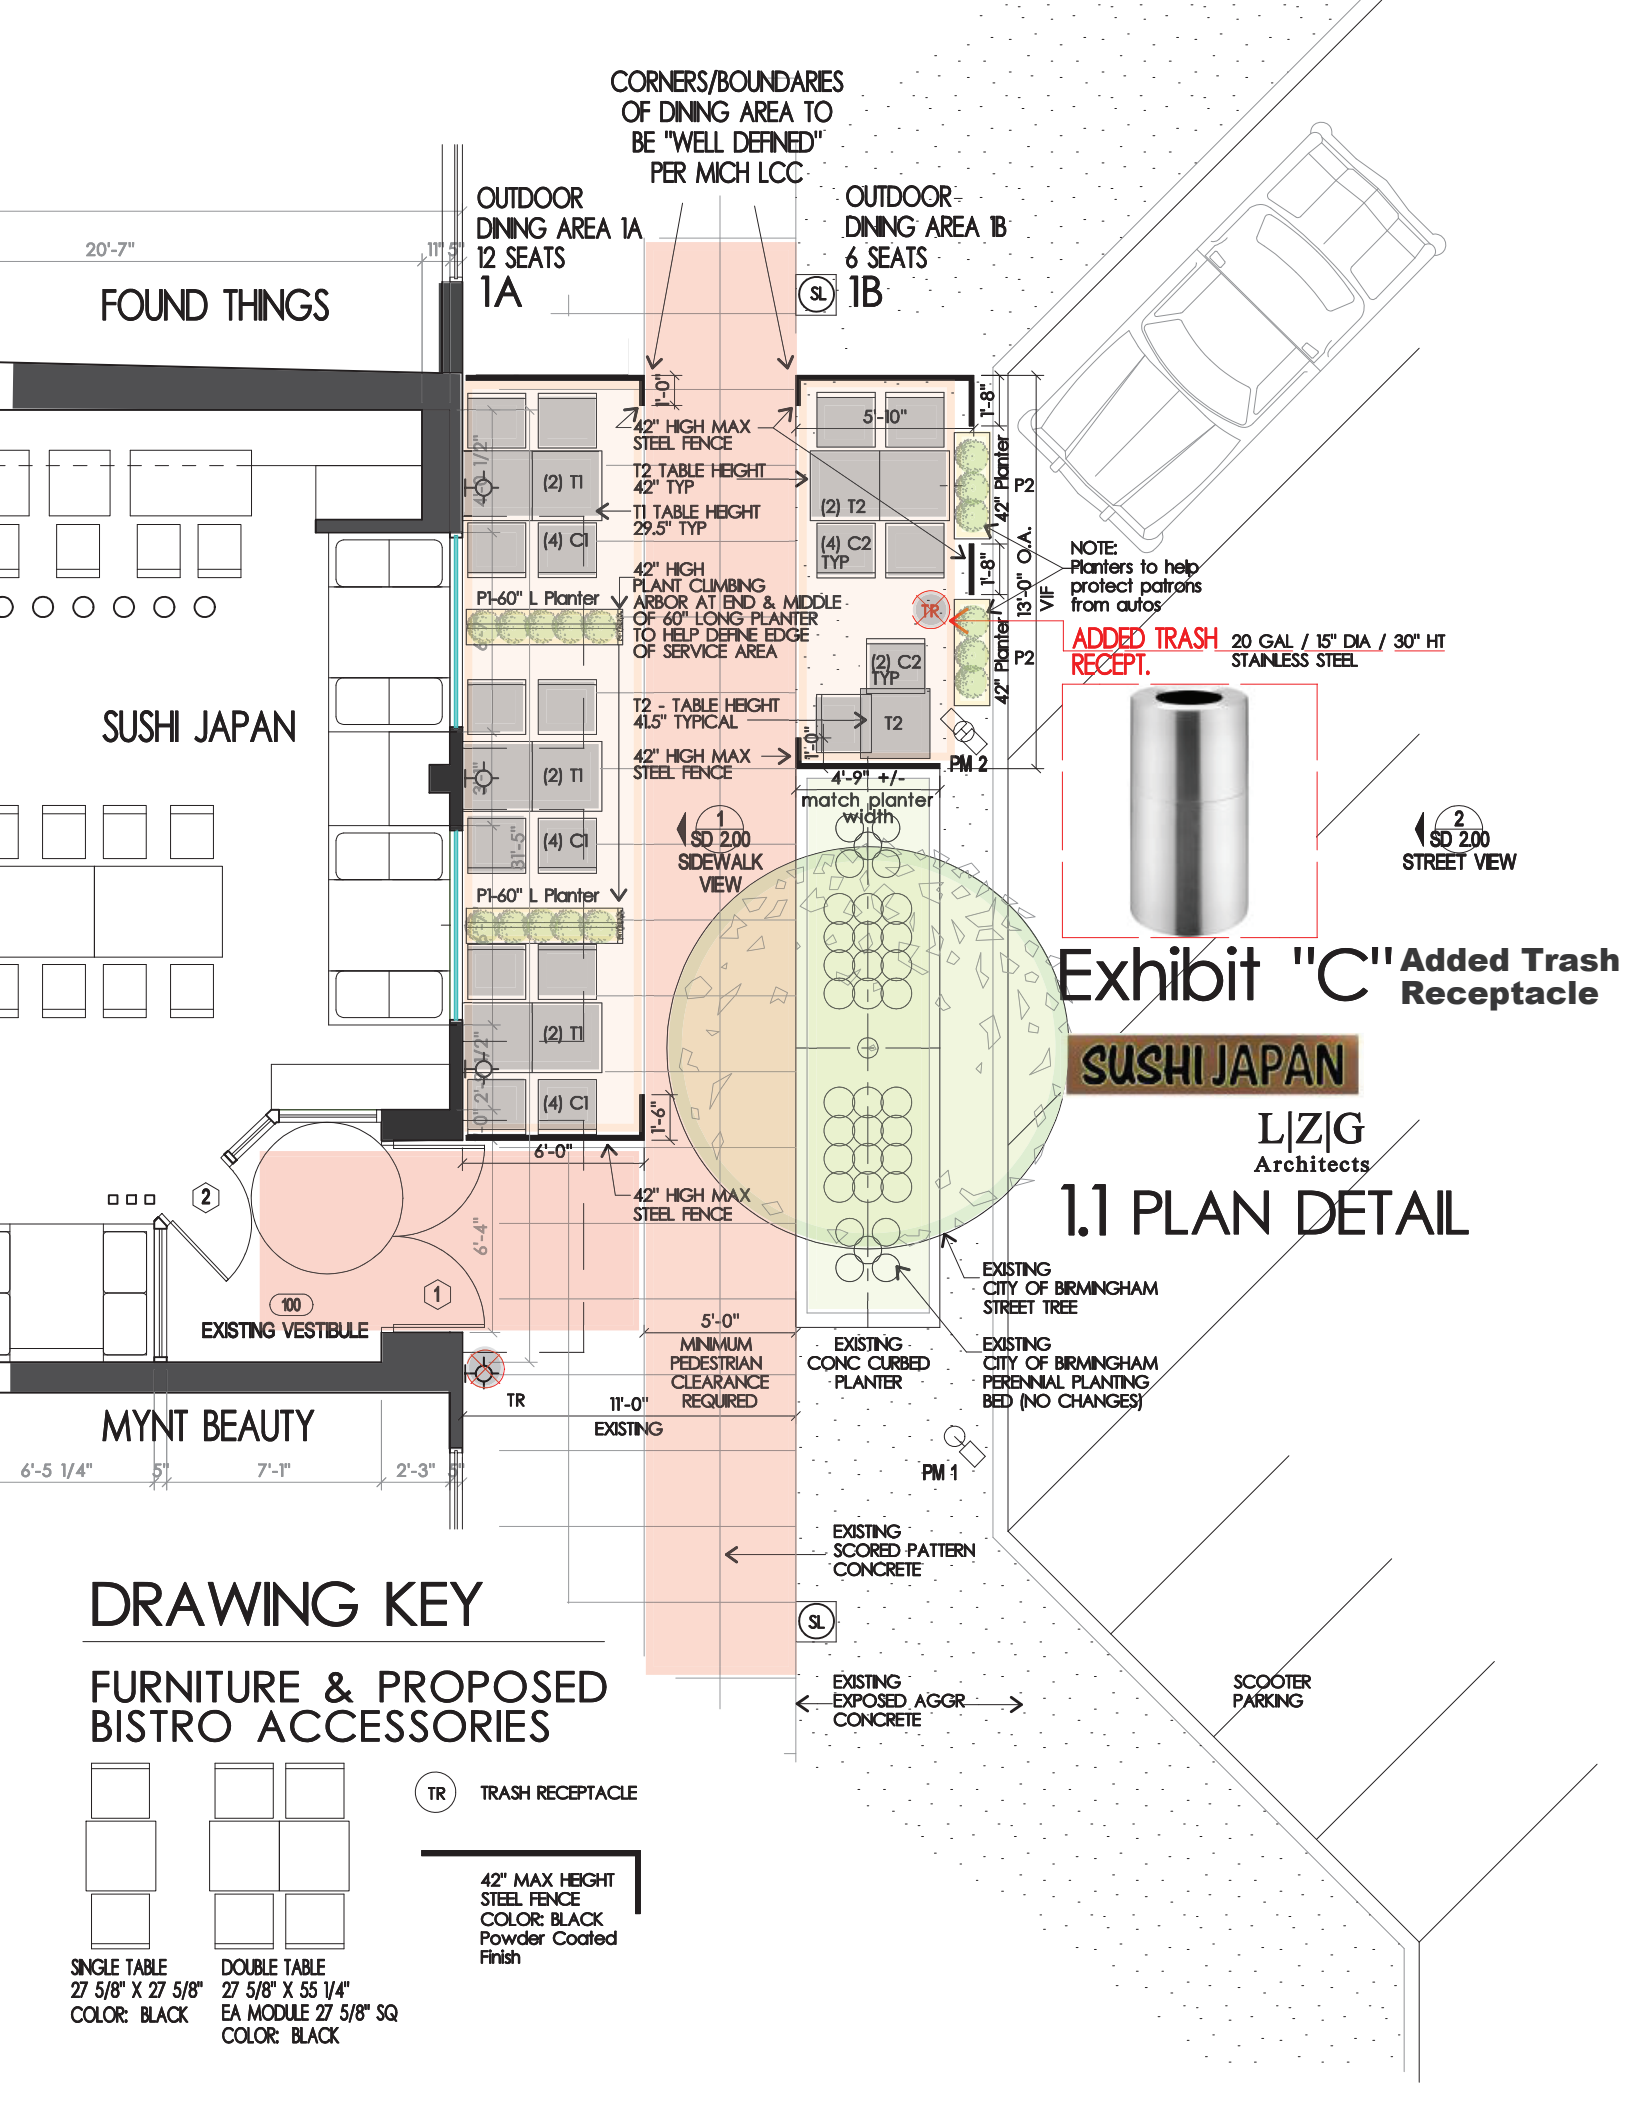 CORNERS/BOUNDARIES
OF DINING AREA TO
BE "WELL DEFINED"
PER MICH LCC
OUTDOOR
DINING AREA 1A
12 SEATS
1A
OUTDOOR
DINING AREA 1B
6 SEATS
1B
SL
20'-7"
11"
5"
FOUND THINGS
1'-0"
5'-10"
1'-8"
42" HIGH MAX
STEEL FENCE
T2 TABLE HEIGHT
42" TYP
T1 TABLE HEIGHT
29.5" TYP
(2) T1
(4) C1
(2) T2
(4) C2
TYP
42" Planter
P2
1'-8"
13'-0" O.A.
VIF
NOTE:
Planters to help
protect patrons
from autos
42" HIGH
PLANT CLIMBING
ARBOR AT END & MIDDLE
OF 60" LONG PLANTER
TO HELP DEFINE EDGE
OF SERVICE AREA
P1-60" L Planter
TR
ADDED TRASH
RECEPT.
20 GAL / 15" DIA / 30" HT
STAINLESS STEEL
42" Planter
P2
(2) C2
TYP
T2 - TABLE HEIGHT
41.5" TYPICAL
T2
1'-0"
SUSHI JAPAN
42" HIGH MAX
STEEL FENCE
PM 2
(2) T1
4'-9" +/-
match planter
width
1
SD 2.00
SIDEWALK
VIEW
2
SD 2.00
STREET VIEW
(4) C1
31'-5"
P1-60" L Planter
Exhibit "C"
Added Trash
Receptacle
(2) T1
SUSHI JAPAN
(4) C1
1'-6"
6'-0"
L|Z|G
Architects
42" HIGH MAX
STEEL FENCE
1.1 PLAN DETAIL
2
6'-4"
1
100
EXISTING VESTIBULE
EXISTING
CITY OF BIRMINGHAM
STREET TREE
5'-0"
MINIMUM
PEDESTRIAN
CLEARANCE
REQUIRED
EXISTING
CONC CURBED
PLANTER
EXISTING
CITY OF BIRMINGHAM
PERENNIAL PLANTING
BED (NO CHANGES)
TR
11'-0"
EXISTING
MYNT BEAUTY
6'-5 1/4"
5"
7'-1"
2'-3"
5"
PM 1
EXISTING
SCORED PATTERN
CONCRETE
SL
EXISTING
EXPOSED AGGR
CONCRETE
SCOOTER
PARKING
DRAWING KEY
FURNITURE & PROPOSED
BISTRO ACCESSORIES
TR
TRASH RECEPTACLE
42" MAX HEIGHT
STEEL FENCE
COLOR: BLACK
Powder Coated
Finish
SINGLE TABLE
27 5/8" X 27 5/8"
COLOR: BLACK
DOUBLE TABLE
27 5/8" X 55 1/4"
EA MODULE 27 5/8" SQ
COLOR: BLACK